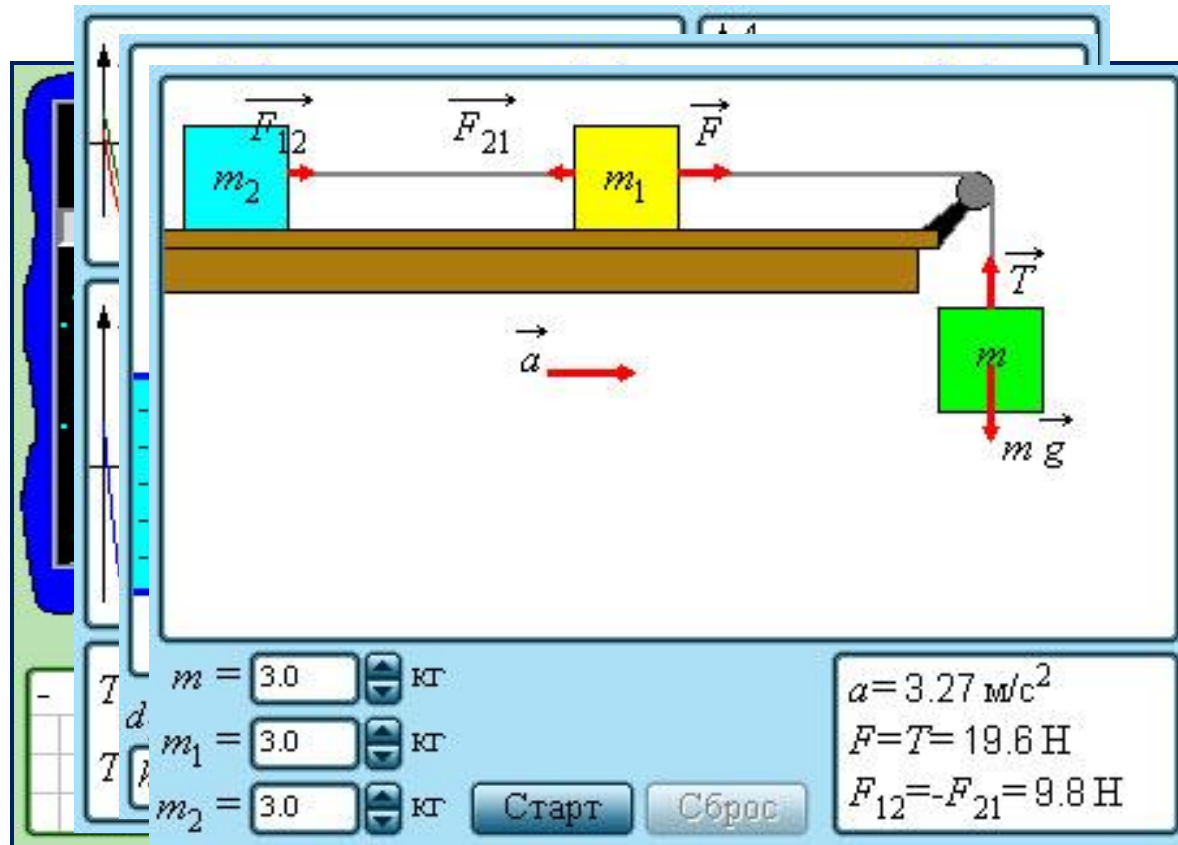 F₁₂ F₂₁ F
m₂ m₁
T
a
m
m g
m = 3.0 кг
m₁ = 3.0 кг
m₂ = 3.0 кг
Старт Сброс
a = 3.27 м/с²
F=T= 19.6 Н
F₁₂=-F₂₁= 9.8 Н
T
d
T